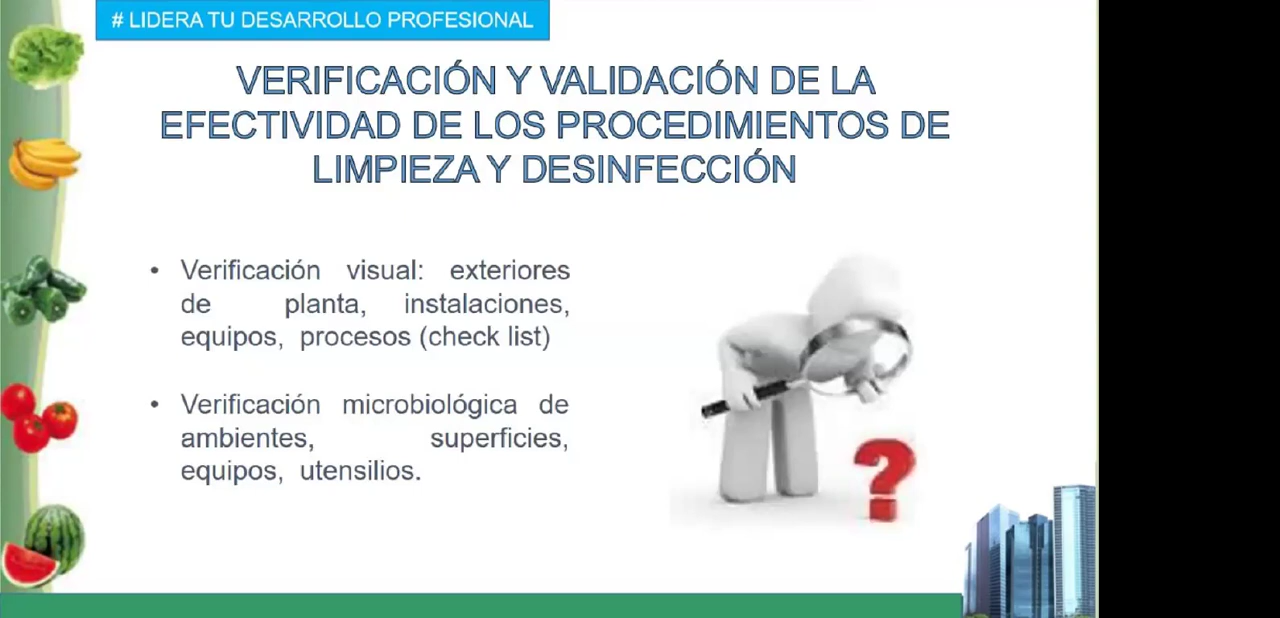 # LIDERA TU DESARROLLO PROFESIONAL
VERIFICACIÓN Y VALIDACIÓN DE LA
EFECTIVIDAD DE LOS PROCEDIMIENTOS DE
LIMPIEZA Y DESINFECCIÓN
• Verificación visual: exteriores
de planta, instalaciones,
equipos, procesos (check list)
• Verificación microbiológica de
ambientes, superficies,
equipos, utensilios.
?